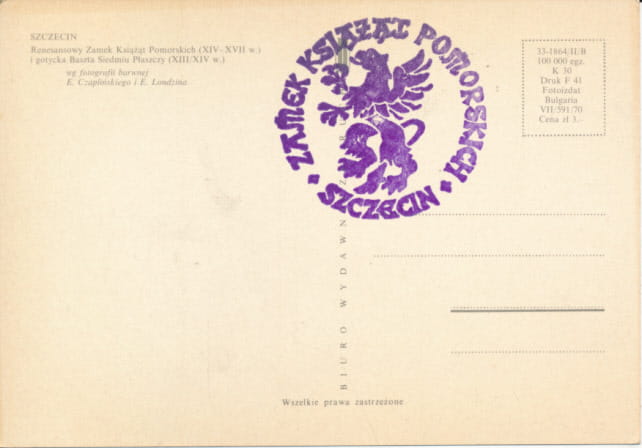 SZCZECIN
Renesansowy Zamek Książąt Pomorskich (XIV-XVII w.)
i gotycka Baszta Siedmiu Płaszczy (XIII/XIV w.)
wg fotografii barwnej
E. Czaplińskiego i E. Londzina
ZAMEK KSIĄŻĄT POMORSKICH
SZCZECIN
33-1864/II/B
100 000 egz.
K 30
Druk F 41
Fotoizdat
Bulgaria
VII/591/70
Cena zł 3.-
BIURO WYDAWN
Wszelkie prawa zastrzeżone